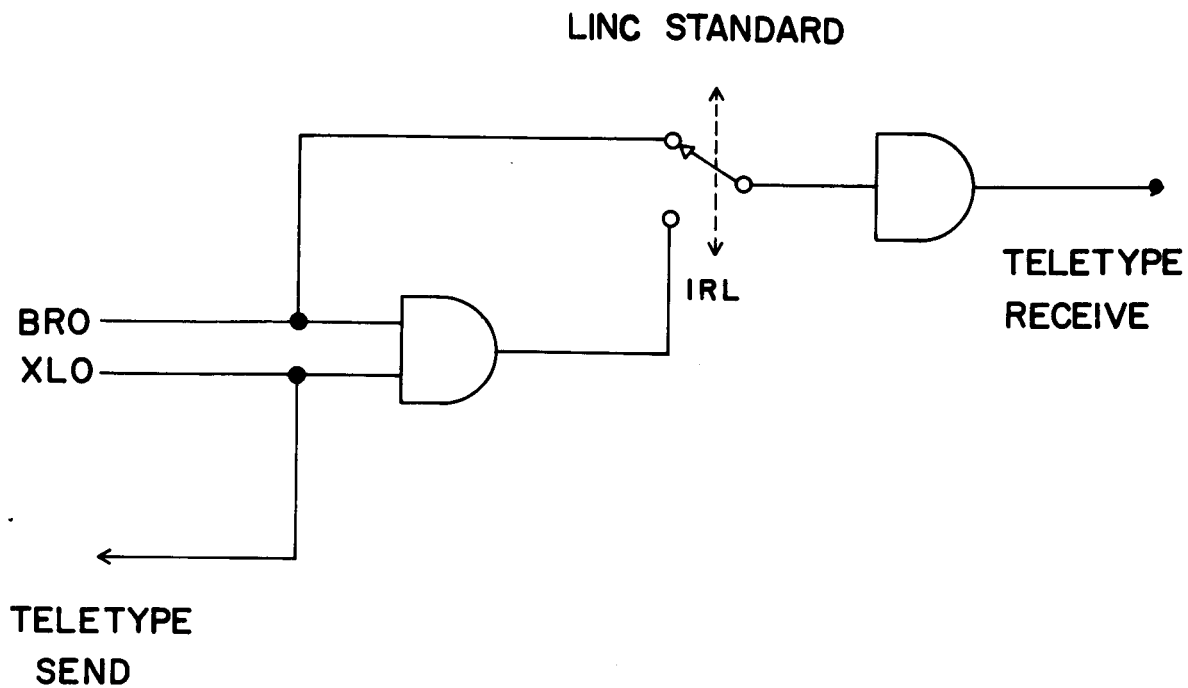 LINC STANDARD
IRL
TELETYPE
RECEIVE
BRO
XLO
TELETYPE
SEND